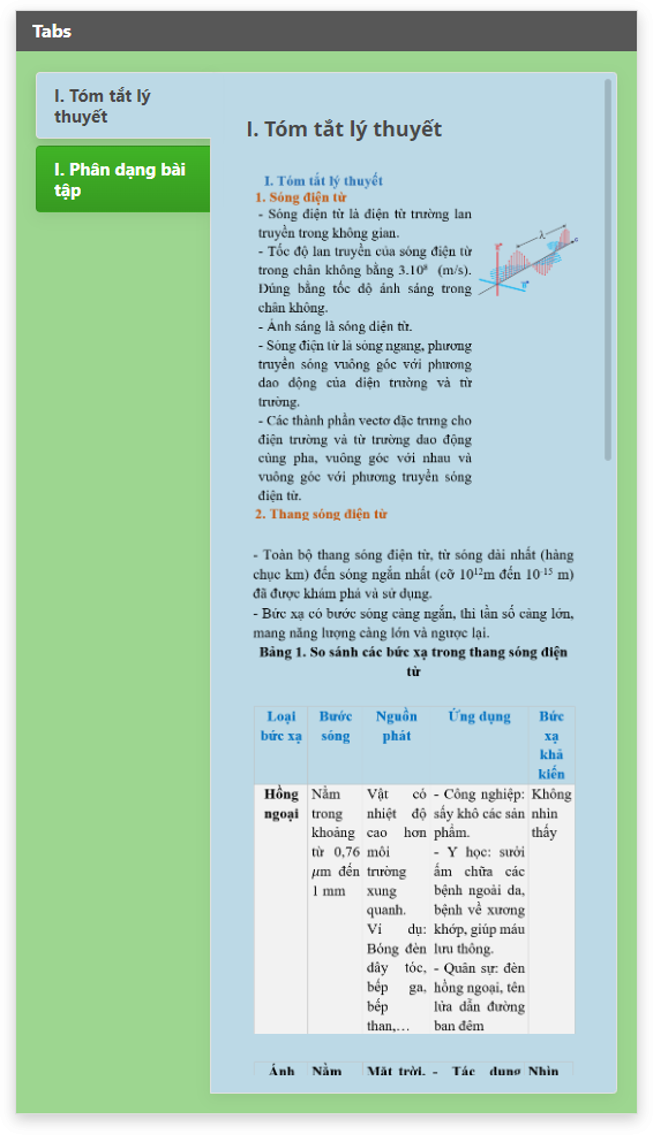 Tabs
I. Tóm tắt lý
thuyết
I. Phân dạng bài
tập
I. Tóm tắt lý thuyết
I. Tóm tắt lý thuyết
1. Sóng điện từ
- Sóng điện từ là điện từ trường lan
truyền trong không gian.
- Tốc độ lan truyền của sóng điện từ
trong chân không bằng 3.10⁸ (m/s).
Đúng bằng tốc độ ánh sáng trong
chân không.
- Ánh sáng là sóng điện từ.
- Sóng điện từ là sóng ngang, phương
truyền sóng vuông góc với phương
dao động của điện trường và từ
trường.
- Các thành phần vectơ đặc trưng cho
điện trường và từ trường dao động
cùng pha, vuông góc với nhau và
vuông góc với phương truyền sóng
điện từ.
λ
2. Thang sóng điện từ
- Toàn bộ thang sóng điện từ, từ sóng dài nhất (hàng
chục km) đến sóng ngắn nhất (cỡ 10¹²m đến 10⁻¹⁵ m)
đã được khám phá và sử dụng.
- Bức xạ có bước sóng càng ngắn, thì tần số càng lớn,
mang năng lượng càng lớn và ngược lại.
Bảng 1. So sánh các bức xạ trong thang sóng điện
từ
Loại Bước Nguồn Ứng dụng Bức
bức xạ sóng phát xạ
khả
kiến
Hồng Nằm Vật có - Công nghiệp: Không
ngoại trong nhiệt độ sấy khô các sản nhìn
khoảng cao hơn phẩm. thấy
từ 0,76 môi - Y học: sưởi
μm đến trường ấm chữa các
1 mm xung bệnh ngoài da,
quanh. bệnh về xương
Ví dụ: khớp, giúp máu
Bóng đèn lưu thông.
dây tóc, - Quân sự: đèn
bếp ga, hồng ngoại, tên
bếp lửa dẫn đường
than,… ban đêm
Ánh Nằm Mặt trời, - Tác dụng Nhìn